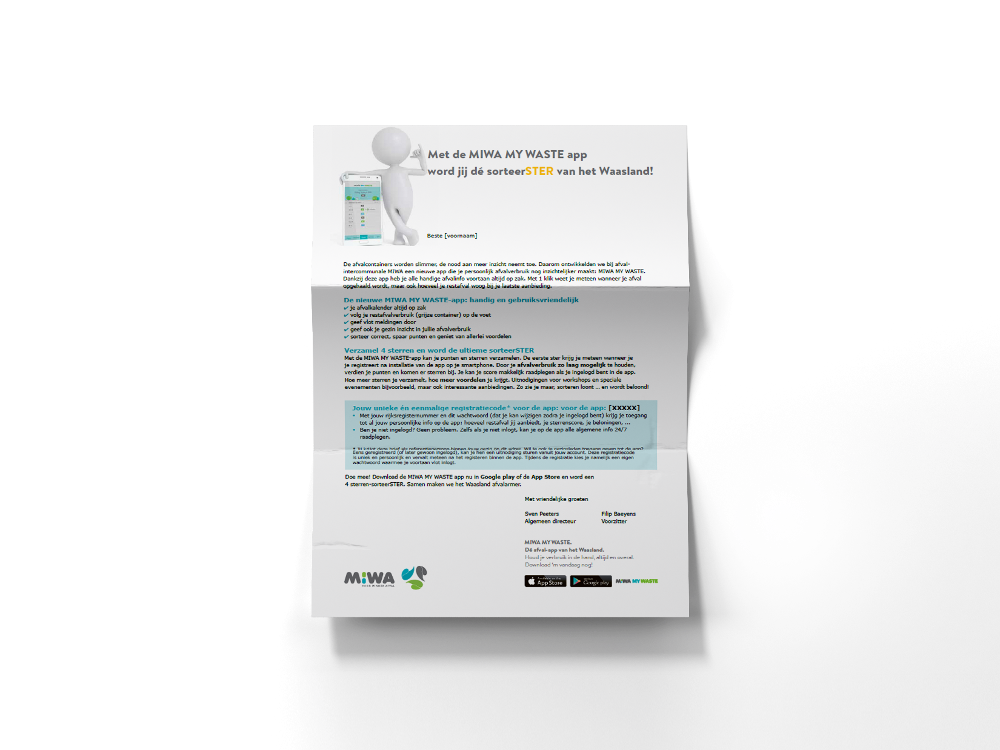 Met de MIWA MY WASTE app
word jij dé sorteerSTER van het Waasland!
Beste [voornaam]
De afvalcontainers worden slimmer, de nood aan meer inzicht neemt toe. Daarom ontwikkelden we bij afval-
intercommunale MIWA een nieuwe app die je persoonlijk afvalverbruik nog inzichtelijker maakt: MIWA MY WASTE.
Dankzij deze app heb je alle handige afvalinfo voortaan altijd op zak. Met 1 klik weet je meteen wanneer je afval
opgehaald wordt, maar ook hoeveel je restafval woog bij je laatste aanbieding.
De nieuwe MIWA MY WASTE-app: handig en gebruiksvriendelijk
✔ je afvalkalender altijd op zak
✔ volg je restafvalverbruik (grijze container) op de voet
✔ geef vlot meldingen door
✔ geef ook je gezin inzicht in jullie afvalverbruik
✔ sorteer correct, spaar punten en geniet van allerlei voordelen
Verzamel 4 sterren en word de ultieme sorteerSTER
Met de MIWA MY WASTE-app kan je punten en sterren verzamelen. De eerste ster krijg je meteen wanneer je
je registreert na installatie van de app op je smartphone. Door je afvalverbruik zo laag mogelijk te houden,
verdien je punten en komen er sterren bij. Je kan je score makkelijk raadplegen als je ingelogd bent in de app.
Hoe meer sterren je verzamelt, hoe meer voordelen je krijgt. Uitnodigingen voor workshops en speciale
evenementen bijvoorbeeld, maar ook interessante aanbiedingen. Zo zie je maar, sorteren loont ... en wordt beloond!
Jouw unieke én eenmalige registratiecode* voor de app: voor de app: [XXXXX]
• Met jouw rijksregisternummer en dit wachtwoord (dat je kan wijzigen zodra je ingelogd bent) krijg je toegang
tot al jouw persoonlijke info op de app: hoeveel restafval jij aanbiedt, je sterrenscore, je beloningen, ...
• Ben je niet ingelogd? Geen probleem. Zelfs als je niet inlogt, kan je op de app alle algemene info 24/7
raadplegen.
* Jij krijgt deze brief als referentiepersoon binnen jouw gezin op dit adres. Wil je ook je gezinsleden toegang geven tot de app?
Eens geregistreerd (of later gewoon ingelogd), kan je hen een uitnodiging sturen vanuit jouw account. Deze registratiecode
is uniek en persoonlijk en vervalt meteen na het registeren binnen de app. Tijdens de registratie kies je namelijk een eigen
wachtwoord waarmee je voortaan vlot inlogt.
Doe mee! Download de MIWA MY WASTE app nu in Google play of de App Store en word een
4 sterren-sorteerSTER. Samen maken we het Waasland afvalarmer.
Met vriendelijke groeten
Sven Peeters
Algemeen directeur
Filip Baeyens
Voorzitter
MIWA MY WASTE.
Dé afval-app van het Waasland.
Houd je verbruik in de hand, altijd en overal.
Download 'm vandaag nog!
MiWA
VOOR MINDER AFVAL
Available on the
App Store
Google play
MiWA MY WASTE